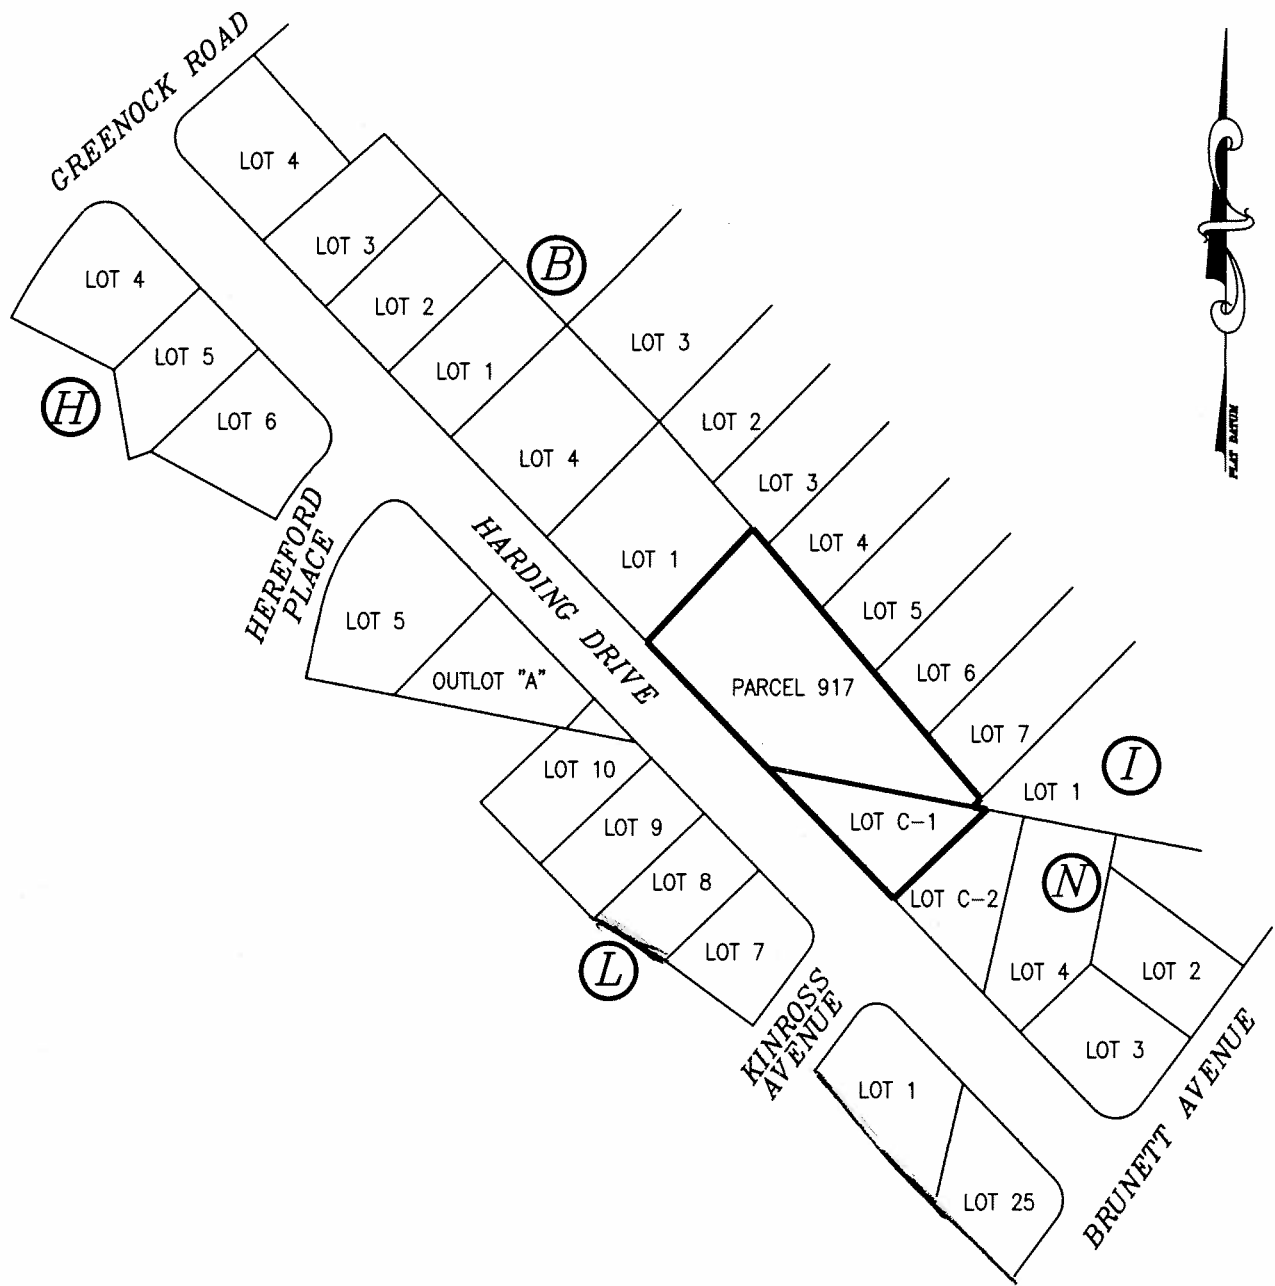 GREENOCK ROAD
LOT 4
LOT 3
LOT 2
LOT 1
B
LOT 4
LOT 5
LOT 6
H
LOT 3
LOT 2
LOT 3
LOT 4
LOT 5
LOT 6
LOT 7
LOT 1
I
LOT 4
LOT 1
PARCEL 917
LOT C-1
LOT C-2
N
LOT 4
LOT 2
LOT 3
HARDING DRIVE
HEREFORD
PLACE
LOT 5
OUTLOT "A"
LOT 10
LOT 9
LOT 8
LOT 7
L
KINROSS
AVENUE
LOT 1
LOT 25
BRUNETT AVENUE
PLAT DATUM